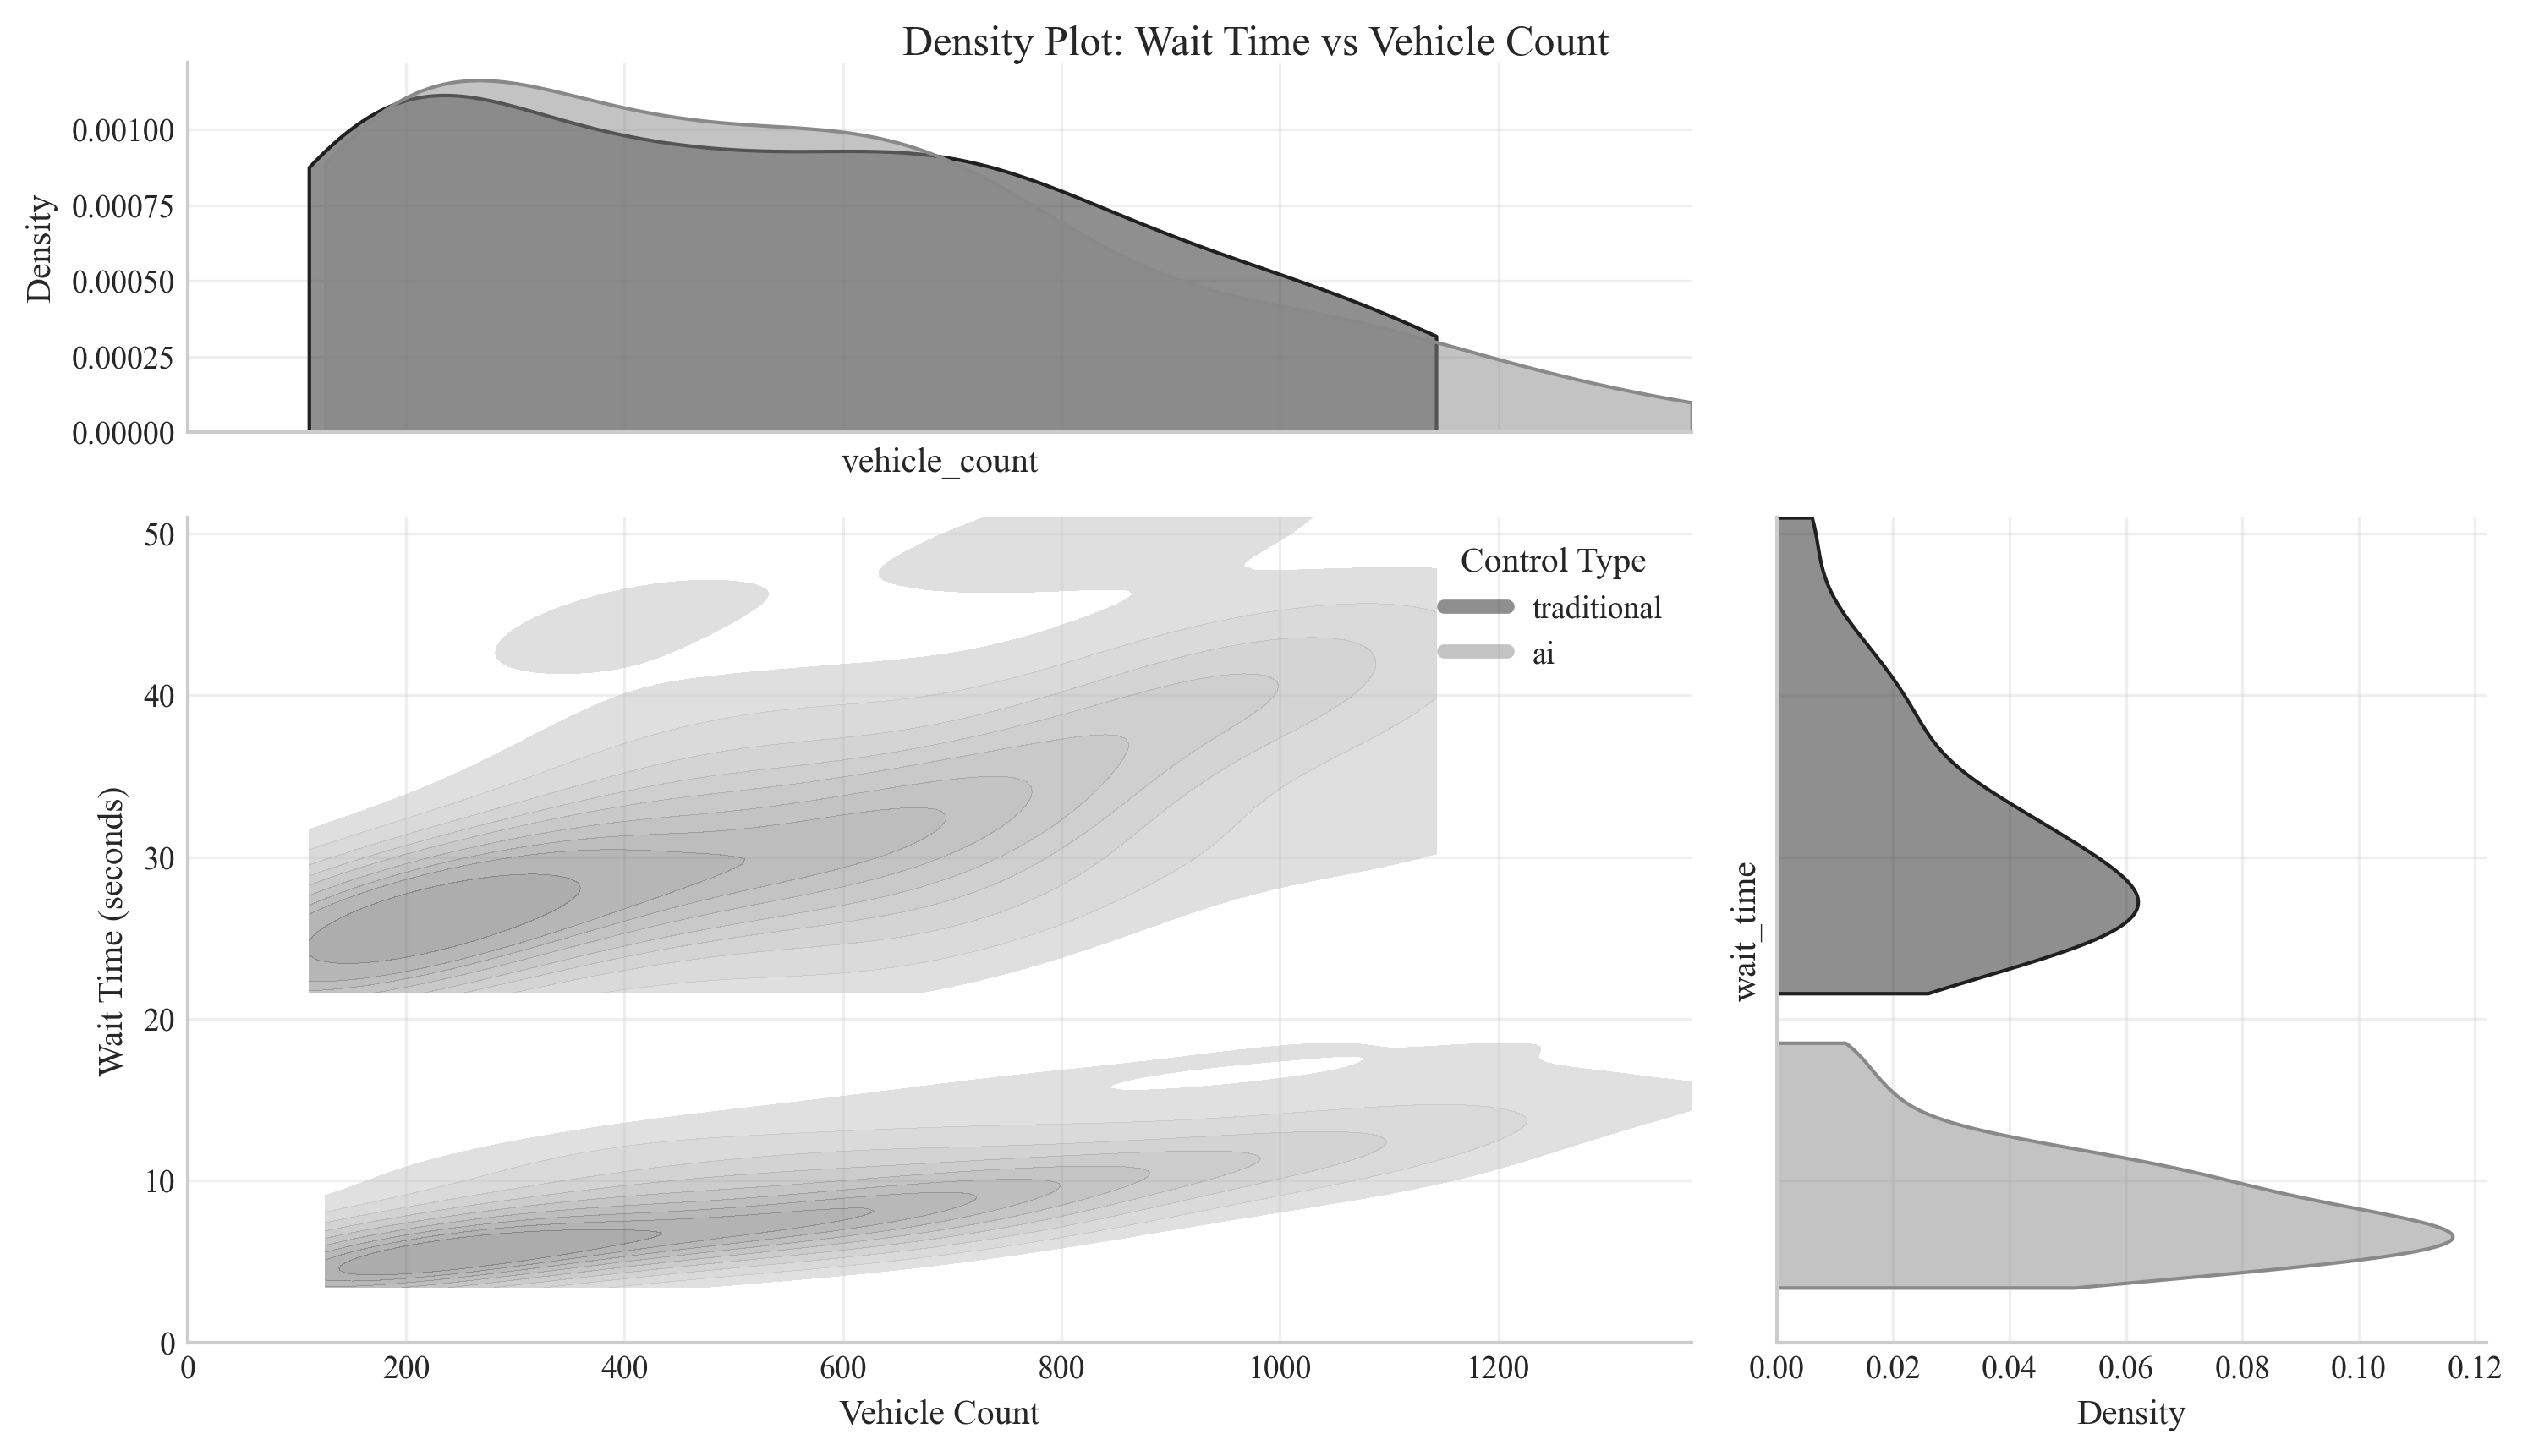 Density Plot: Wait Time vs Vehicle Count
Density
0.00100
0.00075
0.00050
0.00025
0.00000
vehicle_count
Wait Time (seconds)
50
40
30
20
10
0
0 200 400 600 800 1000 1200
Vehicle Count
Control Type
traditional
ai
wait_time
0.00 0.02 0.04 0.06 0.08 0.10 0.12
Density